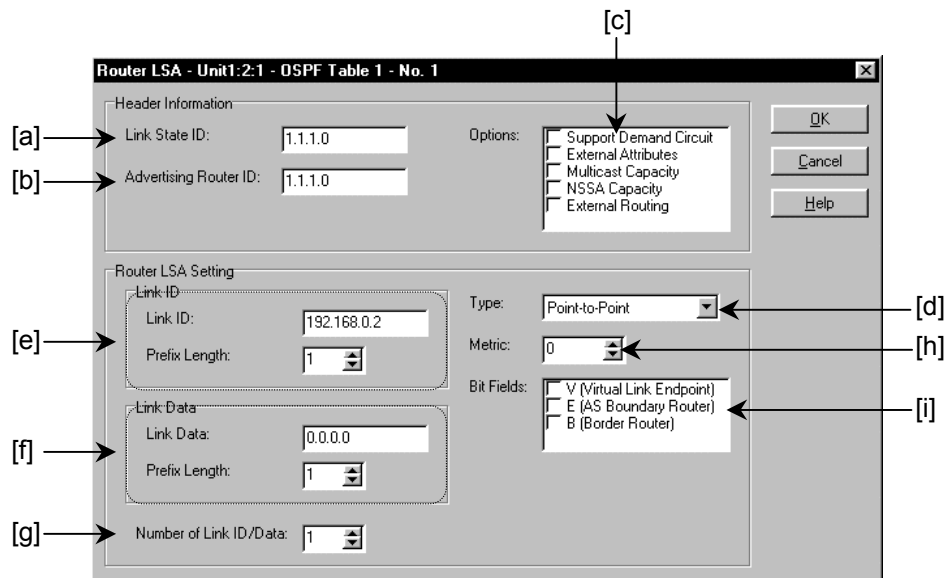 [c]
Router LSA - Unit1:2:1 - OSPF Table 1 - No. 1
Header Information
[a]
Link State ID:
1.1.1.0
[b]
Advertising Router ID:
1.1.1.0
Options:
Support Demand Circuit
External Attributes
Multicast Capacity
NSSA Capacity
External Routing
OK
Cancel
Help
Router LSA Setting
Link ID
[e]
Link ID:
192.168.0.2
Prefix Length:
1
Type:
Point-to-Point
[d]
Metric:
0
[h]
Bit Fields:
V (Virtual Link Endpoint)
E (AS Boundary Router)
B (Border Router)
[i]
Link Data
[f]
Link Data:
0.0.0.0
Prefix Length:
1
[g]
Number of Link ID/Data:
1